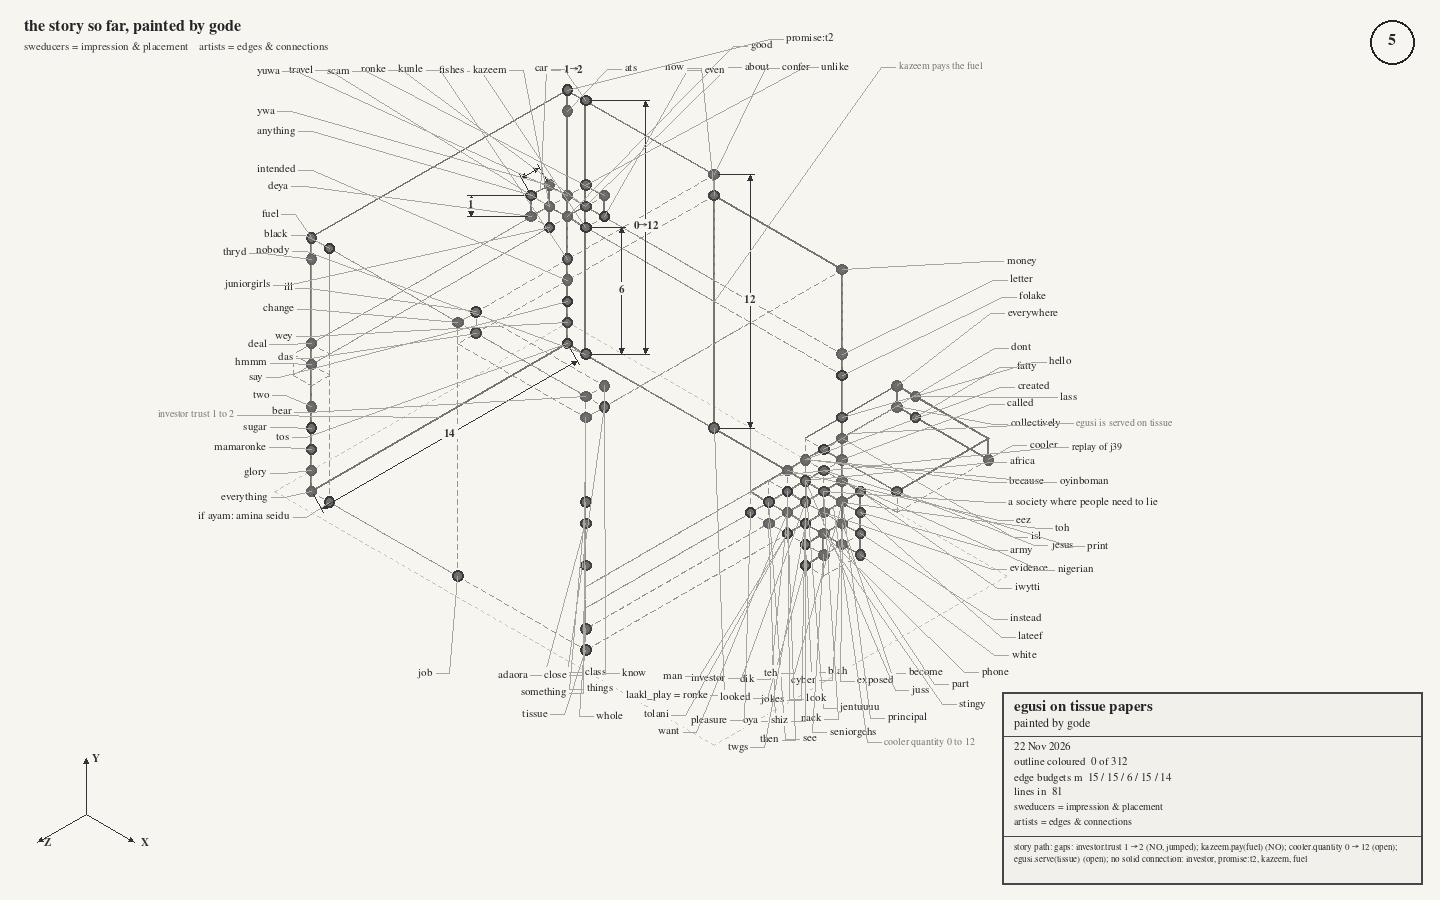 the story so far, painted by gode
sweducers = impression & placement artists = edges & connections
5
promise:t2
good
yuwa
travel
scam
ronke
kunle
fishes
kazeem
car
1→2
ats
now
even
about
confer
unlike
kazeem pays the fuel
ywa
anything
intended
deya
1
fuel
0→12
black
thryd
nobody
money
letter
juniorgirls
ill
6
folake
12
change
everywhere
wey
deal
das
dont
hello
hmmm
fatty
say
created
two
lass
called
investor trust 1 to 2
bear
collectively
egusi is served on tissue
sugar
14
tos
cooler
replay of j39
mamaronke
africa
glory
because
oyinboman
everything
a society where people need to lie
if ayam: amina seidu
eez
toh
isl
army
jesus
print
evidence
nigerian
iwytti
instead
lateef
white
job
adaora
close
class
know
man
investor
dik
teh
cyber
exposed
become
phone
something
things
laakl_play = ronke
looked
jokes
look
juss
part
tissue
whole
tolani
pleasure
oya
shiz
nack
jentuuuu
principal
stingy
want
seniorgehs
twgs
then
see
cooler quantity 0 to 12
Y
Z
X
egusi on tissue papers
painted by gode
22 Nov 2026
outline coloured 0 of 312
edge budgets m 15 / 15 / 6 / 15 / 14
lines in 81
sweducers = impression & placement
artists = edges & connections
story path: gaps: investor.trust 1 → 2 (NO, jumped); kazeem.pay(fuel) (NO); cooler.quantity 0 → 12 (open);
egusi.serve(tissue) (open); no solid connection: investor, promise:t2, kazeem, fuel